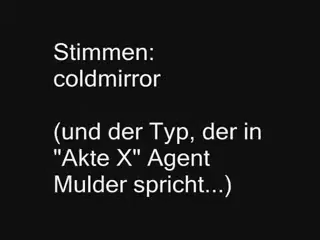 Stimmen:
coldmirror
(und der Typ, der in
"Akte X" Agent
Mulder spricht...)